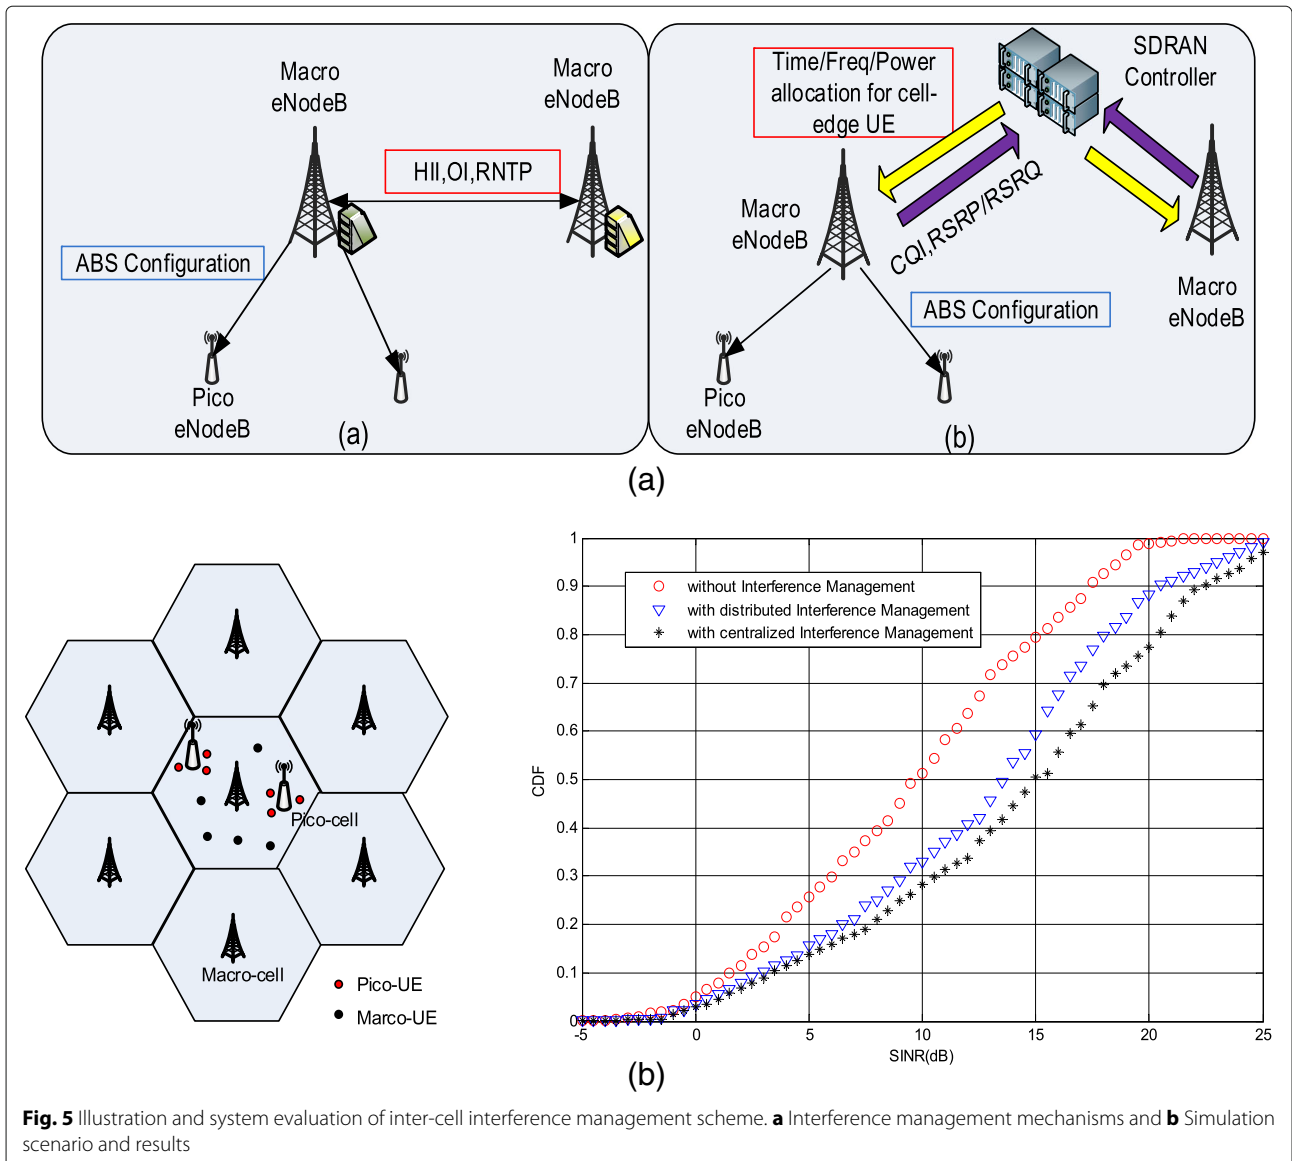 Macro
eNodeB
Macro
eNodeB
HII,OI,RNTP
ABS Configuration
Pico
eNodeB
(a)
Time/Freq/Power
allocation for cell-
edge UE
SDRAN
Controller
Macro
eNodeB
CQI,RSRP/RSRQ
Macro
eNodeB
ABS Configuration
Pico
eNodeB
(b)
(a)
Pico-cell
Macro-cell
Pico-UE
Marco-UE
1
0.9
0.8
0.7
0.6
0.5
0.4
0.3
0.2
0.1
0
CDF
without Interference Management
with distributed Interference Management
with centralized Interference Management
-5
0
5
10
15
20
25
SINR(dB)
(b)
Fig. 5 Illustration and system evaluation of inter-cell interference management scheme. a Interference management mechanisms and b Simulation
scenario and results